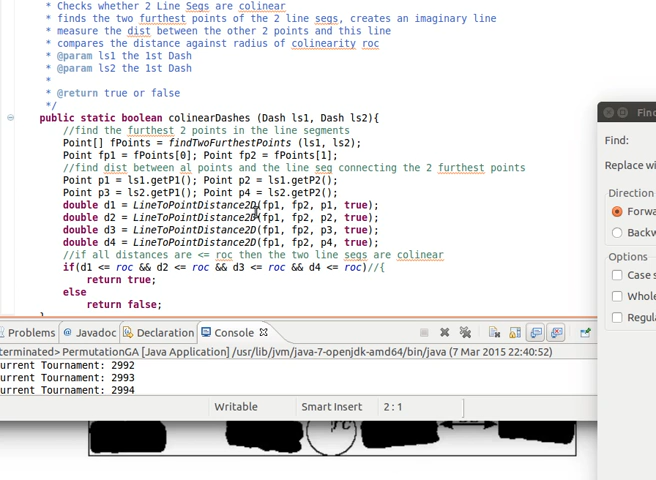 * Checks whether 2 Line Segs are colinear
* finds the two furthest points of the 2 line segs, creates an imaginary line
* measure the dist between the other 2 points and this line
* compares the distance against radius of colinearity roc
* @param ls1 the 1st Dash
* @param ls2 the 1st Dash
*
* @return true or false
*/
public static boolean colinearDashes (Dash ls1, Dash ls2){
//find the furthest 2 points in the line segments
Point[] fPoints = findTwoFurthestPoints (ls1, ls2);
Point fp1 = fPoints[0]; Point fp2 = fPoints[1];
//find dist between al points and the line seg connecting the 2 furthest points
Point p1 = ls1.getP1(); Point p2 = ls1.getP2();
Point p3 = ls2.getP1(); Point p4 = ls2.getP2();
double d1 = LineToPointDistance2D(fp1, fp2, p1, true);
double d2 = LineToPointDistance2D(fp1, fp2, p2, true);
double d3 = LineToPointDistance2D(fp1, fp2, p3, true);
double d4 = LineToPointDistance2D(fp1, fp2, p4, true);
//if all distances are <= roc then the two line segs are colinear
if(d1 <= roc && d2 <= roc && d3 <= roc && d4 <= roc)//{
return true;
else
return false;
Find
Find:
Replace wi
Direction
Forwa
Backw
Options
Case s
Whole
Regula
Problems @ Javadoc Declaration Console
terminated> PermutationGA [Java Application] /usr/lib/jvm/java-7-openjdk-amd64/bin/java (7 Mar 2015 22:40:52)
urrent Tournament: 2992
urrent Tournament: 2993
urrent Tournament: 2994
Writable Smart Insert 2 : 1